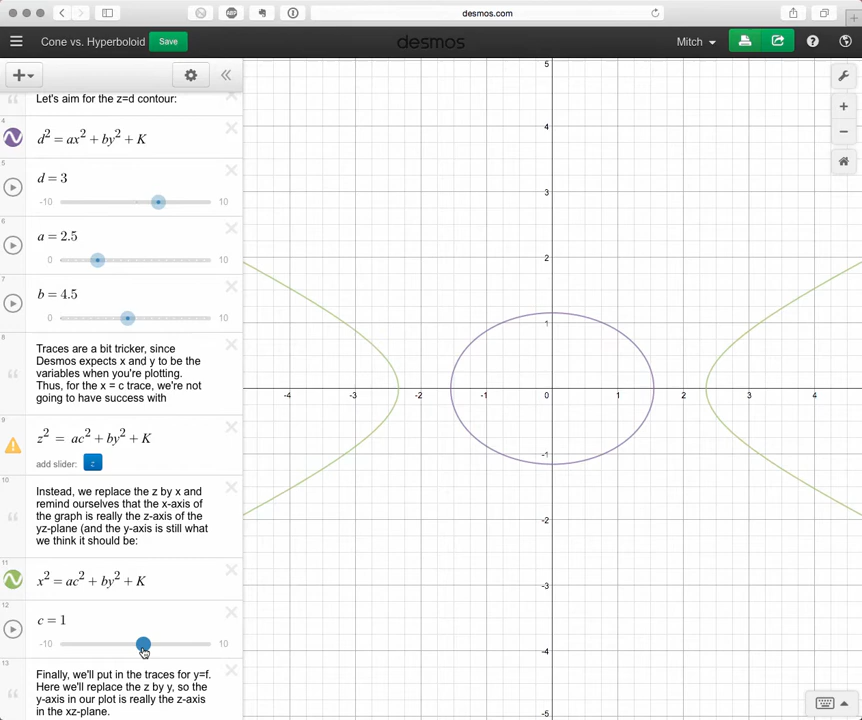 desmos.com
Cone vs. Hyperboloid Save desmos Mitch
Let's aim for the z=d contour:
4
d² = ax² + by² + K
5
d = 3
-10 10
6
a = 2.5
0 10
7
b = 4.5
0 10
8
Traces are a bit tricker, since
Desmos expects x and y to be the
variables when you're plotting.
Thus, for the x = c trace, we're not
going to have success with
9
z² = ac² + by² + K
add slider: z
10
Instead, we replace the z by x and
remind ourselves that the x-axis of
the graph is really the z-axis of the
yz-plane (and the y-axis is still what
we think it should be:
11
x² = ac² + by² + K
12
c = 1
-10 10
13
Finally, we'll put in the traces for y=f.
Here we'll replace the z by y, so the
y-axis in our plot is really the z-axis
in the xz-plane.
5
4
3
2
1
-4 -3 -2 -1 0 1 2 3 4
-1
-2
-3
-4
-5